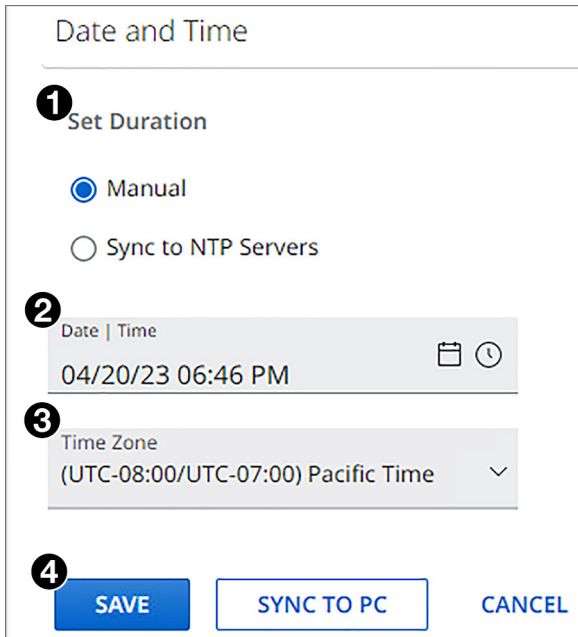 Date and Time
1
Set Duration
Manual
Sync to NTP Servers
2
Date | Time
04/20/23 06:46 PM
3
Time Zone
(UTC-08:00/UTC-07:00) Pacific Time
4
SAVE SYNC TO PC CANCEL